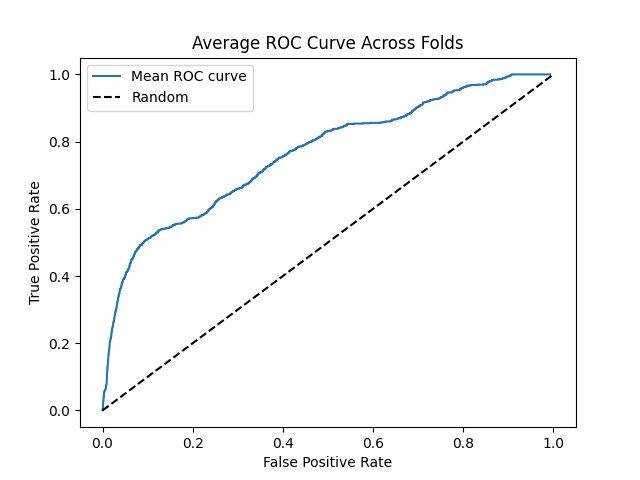 Average ROC Curve Across Folds
Mean ROC curve
Random
True Positive Rate
1.0
0.8
0.6
0.4
0.2
0.0
0.0 0.2 0.4 0.6 0.8 1.0
False Positive Rate